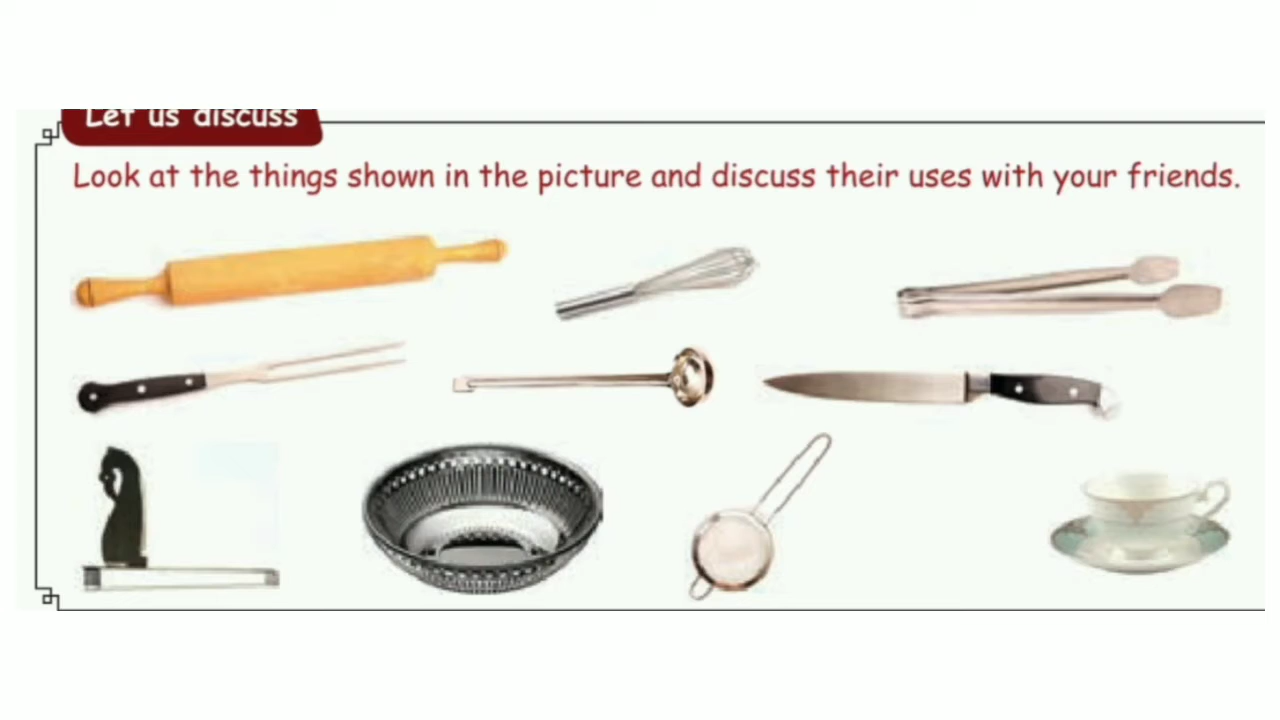 Let us discuss
Look at the things shown in the picture and discuss their uses with your friends.